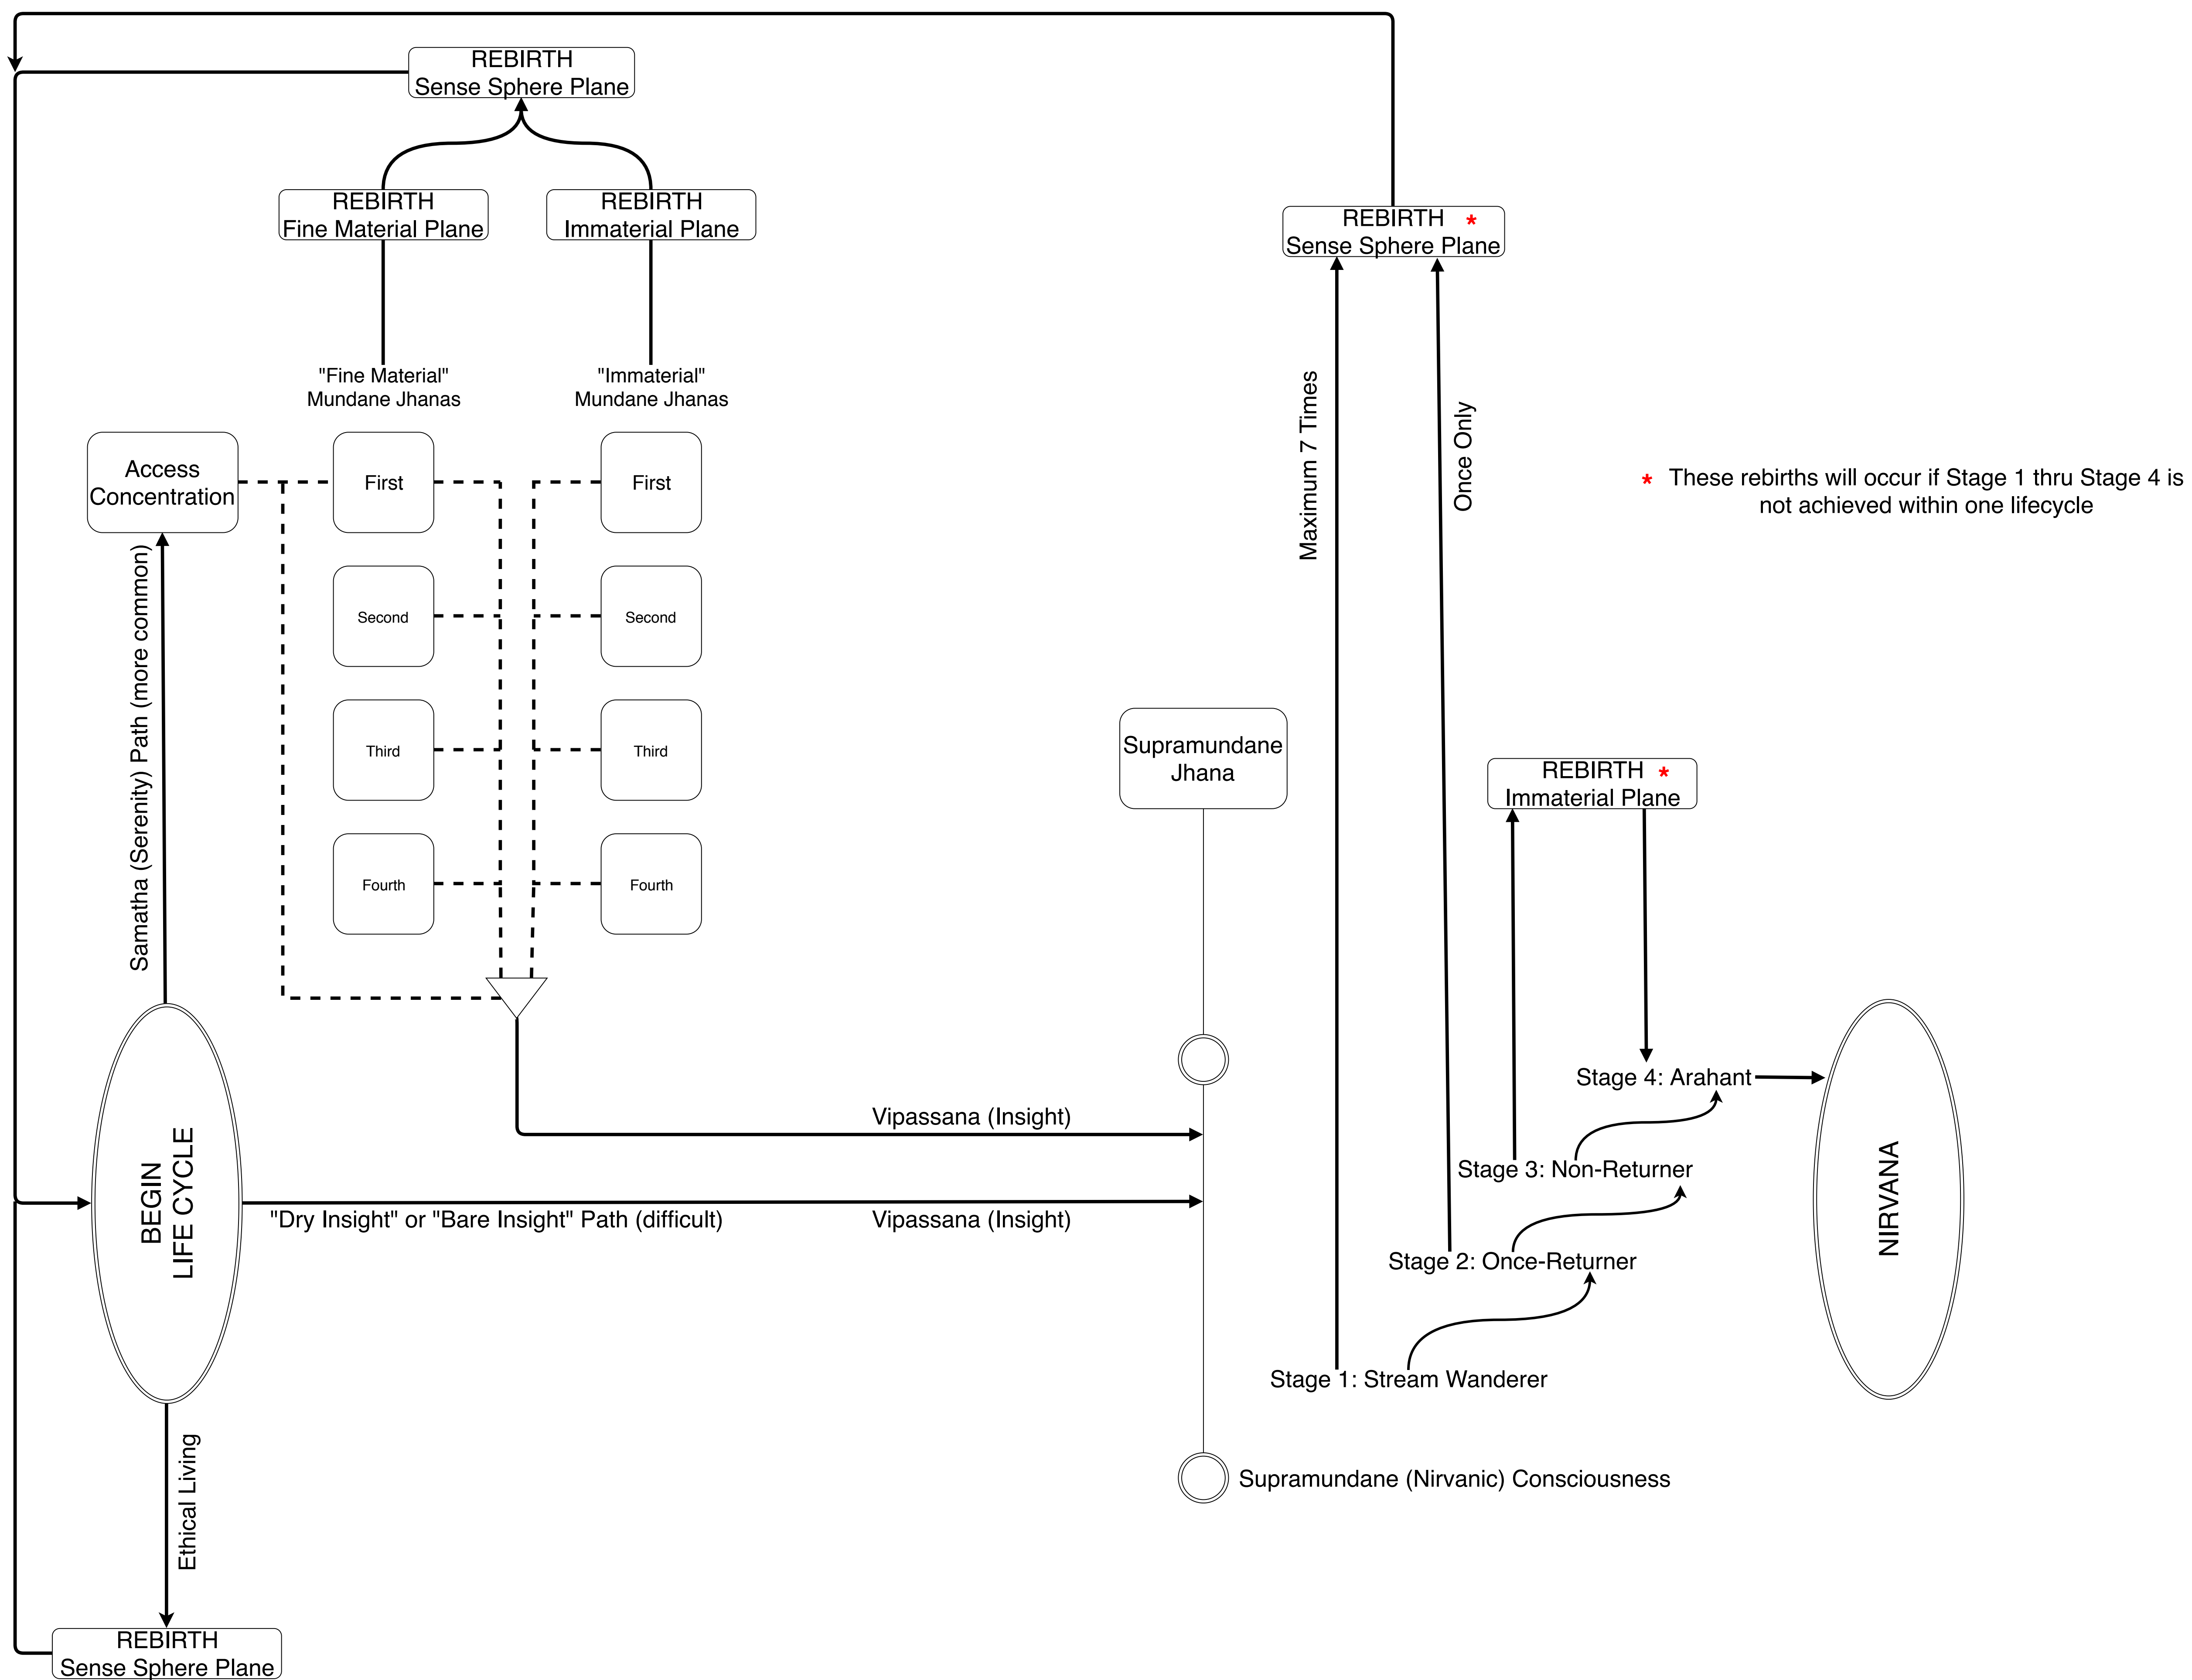 REBIRTH
Sense Sphere Plane
REBIRTH
Fine Material Plane
REBIRTH
Immaterial Plane
REBIRTH *
Sense Sphere Plane
"Fine Material"
Mundane Jhanas
"Immaterial"
Mundane Jhanas
Access
Concentration
First
First
Second
Second
Third
Third
Fourth
Fourth
Samatha (Serenity) Path (more common)
Maximum 7 Times
Once Only
* These rebirths will occur if Stage 1 thru Stage 4 is
not achieved within one lifecycle
Supramundane
Jhana
REBIRTH *
Immaterial Plane
Stage 4: Arahant
Vipassana (Insight)
Stage 3: Non-Returner
BEGIN
LIFE CYCLE
NIRVANA
"Dry Insight" or "Bare Insight" Path (difficult)
Vipassana (Insight)
Stage 2: Once-Returner
Stage 1: Stream Wanderer
Supramundane (Nirvanic) Consciousness
Ethical Living
REBIRTH
Sense Sphere Plane